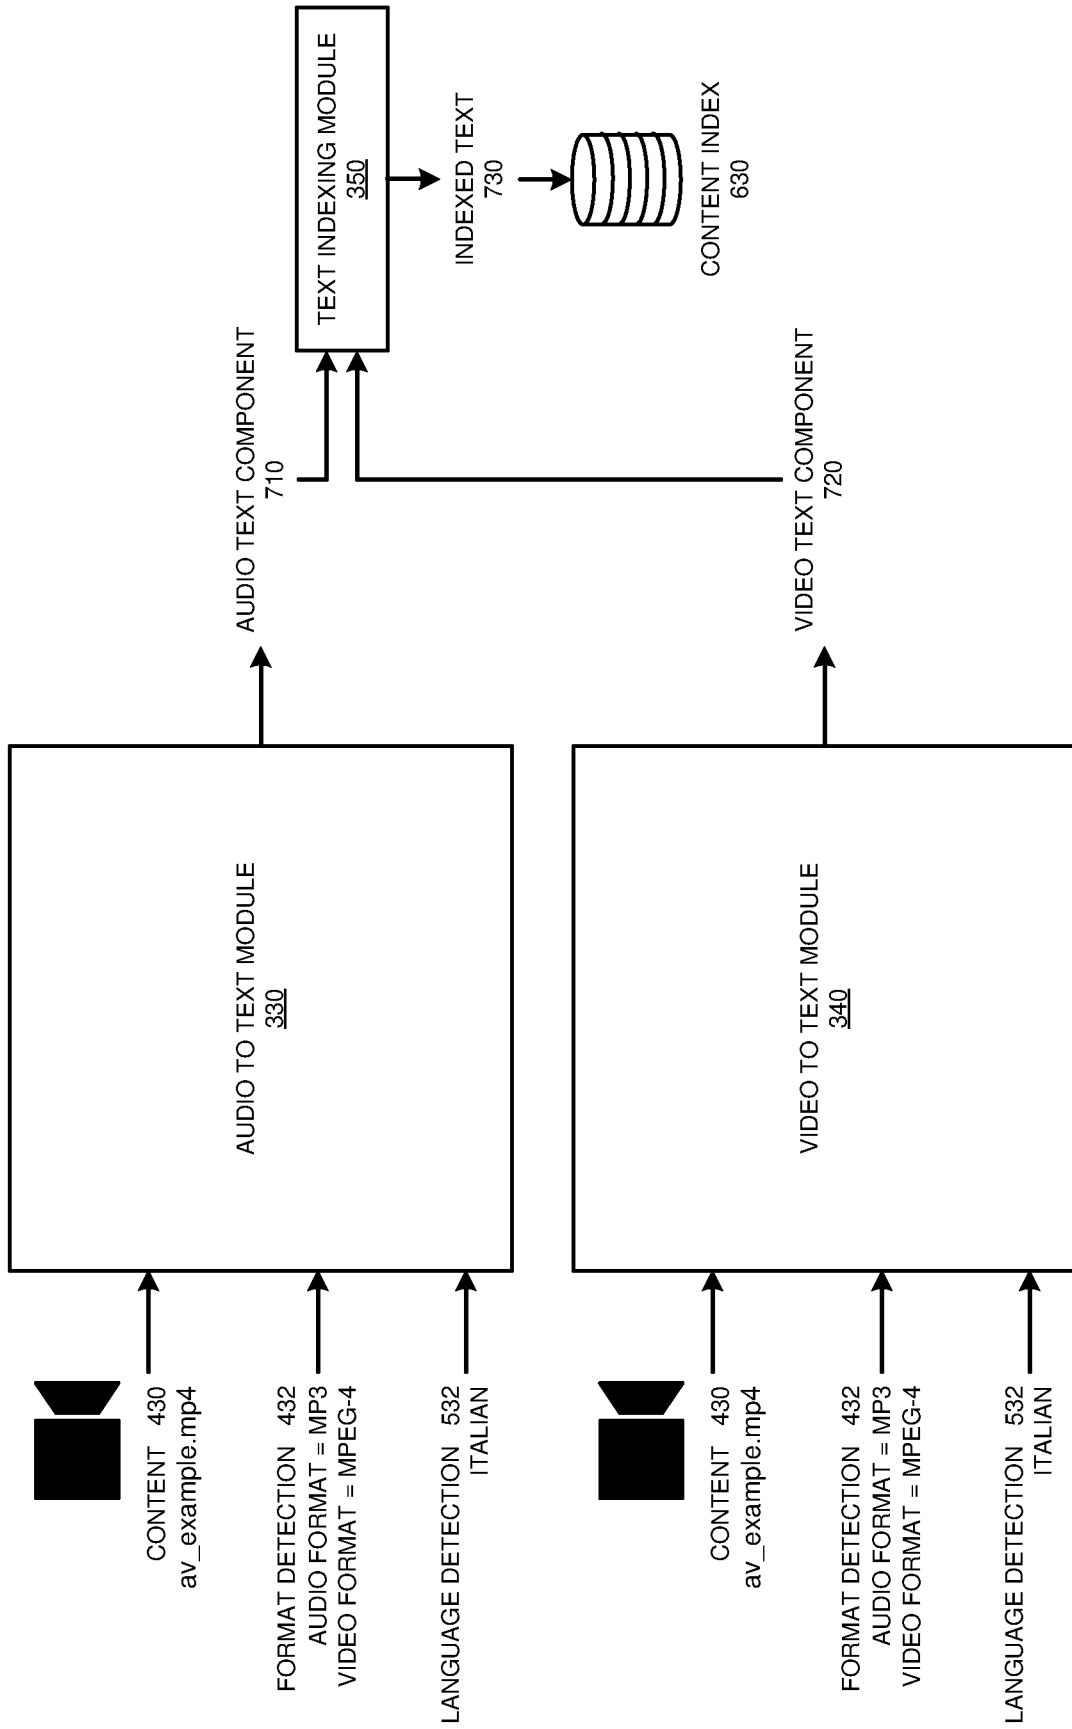 CONTENT 430
av_example.mp4
FORMAT DETECTION 432
AUDIO FORMAT = MP3
VIDEO FORMAT = MPEG-4
LANGUAGE DETECTION 532
ITALIAN
AUDIO TO TEXT MODULE
330
AUDIO TEXT COMPONENT
710
TEXT INDEXING MODULE
350
INDEXED TEXT
730
CONTENT INDEX
630
CONTENT 430
av_example.mp4
FORMAT DETECTION 432
AUDIO FORMAT = MP3
VIDEO FORMAT = MPEG-4
LANGUAGE DETECTION 532
ITALIAN
VIDEO TO TEXT MODULE
340
VIDEO TEXT COMPONENT
720